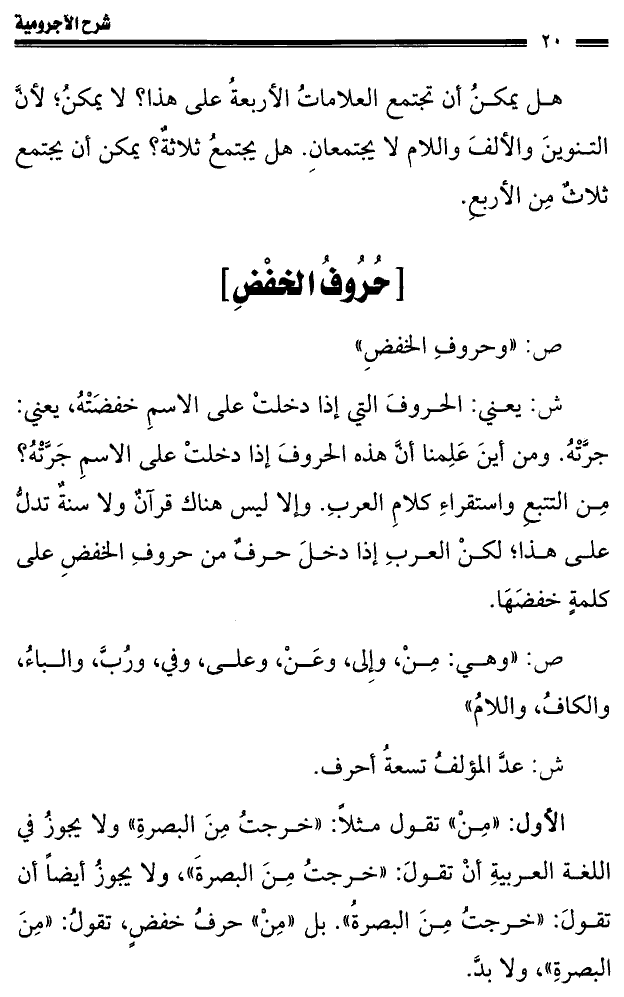 شرح الآجرومية
٢٠
هل يمكنُ أن تجتمع العلاماتُ الأربعةُ على هذا؟ لا يمكنُ؛ لأنَّ
التنوينَ والألفَ واللام لا يجتمعانِ. هل يجتمعُ ثلاثةٌ؟ يمكن أن يجتمع
ثلاثٌ مِن الأربعِ.
[حُرُوفُ الخفْضِ]
ص: «وحروفِ الخفضِ»
ش: يعني: الحروفَ التي إذا دخلتْ على الاسمِ خفضَتْهُ، يعني:
جرَّتْهُ. ومن أينَ عَلِمنا أنَّ هذه الحروفَ إذا دخلتْ على الاسمِ جَرَّتْهُ؟
مِن التتبعِ واستقراءِ كلامِ العربِ. وإلا ليس هناك قرآنٌ ولا سنةٌ تدلُّ
على هذا؛ لكنْ العربِ إذا دخلَ حرفٌ من حروفِ الخفضِ على
كلمةٍ خفضَهَا.
ص: «وهي: مِنْ، وإلى، وعَنْ، وعلى، وفي، ورُبَّ، والباءُ،
والكافُ، واللامُ»
ش: عدَّ المؤلفُ تسعةُ أحرف.
الأول: «مِنْ» تقول مثلاً: «خرجتُ مِنَ البصرةِ» ولا يجوزُ في
اللغة العربيةِ أنْ تقولَ: «خرجتُ مِنَ البصرةَ»، ولا يجوزُ أيضاً أن
تقولَ: «خرجتُ مِنَ البصرةُ». بل «مِنْ» حرفُ خفضٍ، تقولُ: «مِنَ
البصرةِ»، ولا بدَّ.